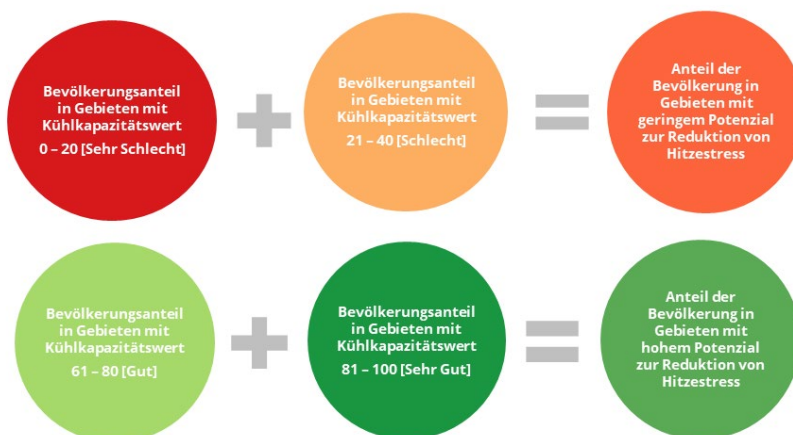 Bevölkerungsanteil
in Gebieten mit
Kühlkapazitätswert
0 – 20 [Sehr Schlecht]
+
Bevölkerungsanteil
in Gebieten mit
Kühlkapazitätswert
21 – 40 [Schlecht]
=
Anteil der
Bevölkerung in
Gebieten mit
geringem Potenzial
zur Reduktion von
Hitzestress
Bevölkerungsanteil
in Gebieten mit
Kühlkapazitätswert
61 – 80 [Gut]
+
Bevölkerungsanteil
in Gebieten mit
Kühlkapazitätswert
81 – 100 [Sehr Gut]
=
Anteil der
Bevölkerung in
Gebieten mit
hohem Potenzial
zur Reduktion von
Hitzestress